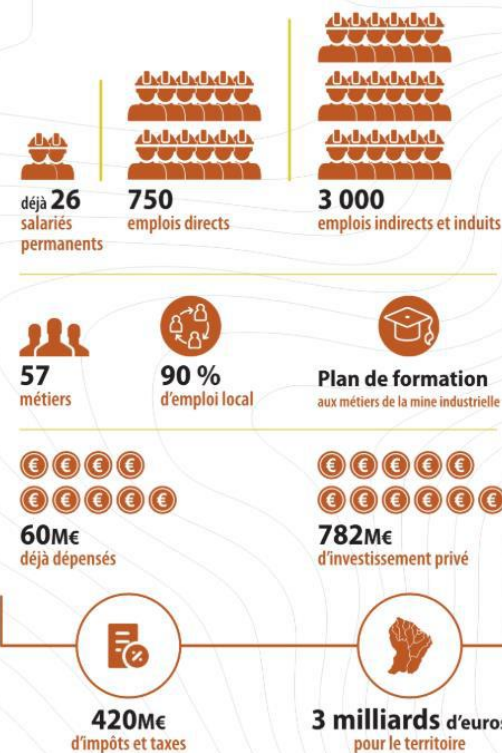 déjà 26
salariés
permanents
750
emplois directs
3 000
emplois indirects et induits
57
métiers
90 %
d'emploi local
Plan de formation
aux métiers de la mine industrielle
60M€
déjà dépensés
782M€
d'investissement privé
420M€
d'impôts et taxes
3 milliards d'euros
pour le territoire